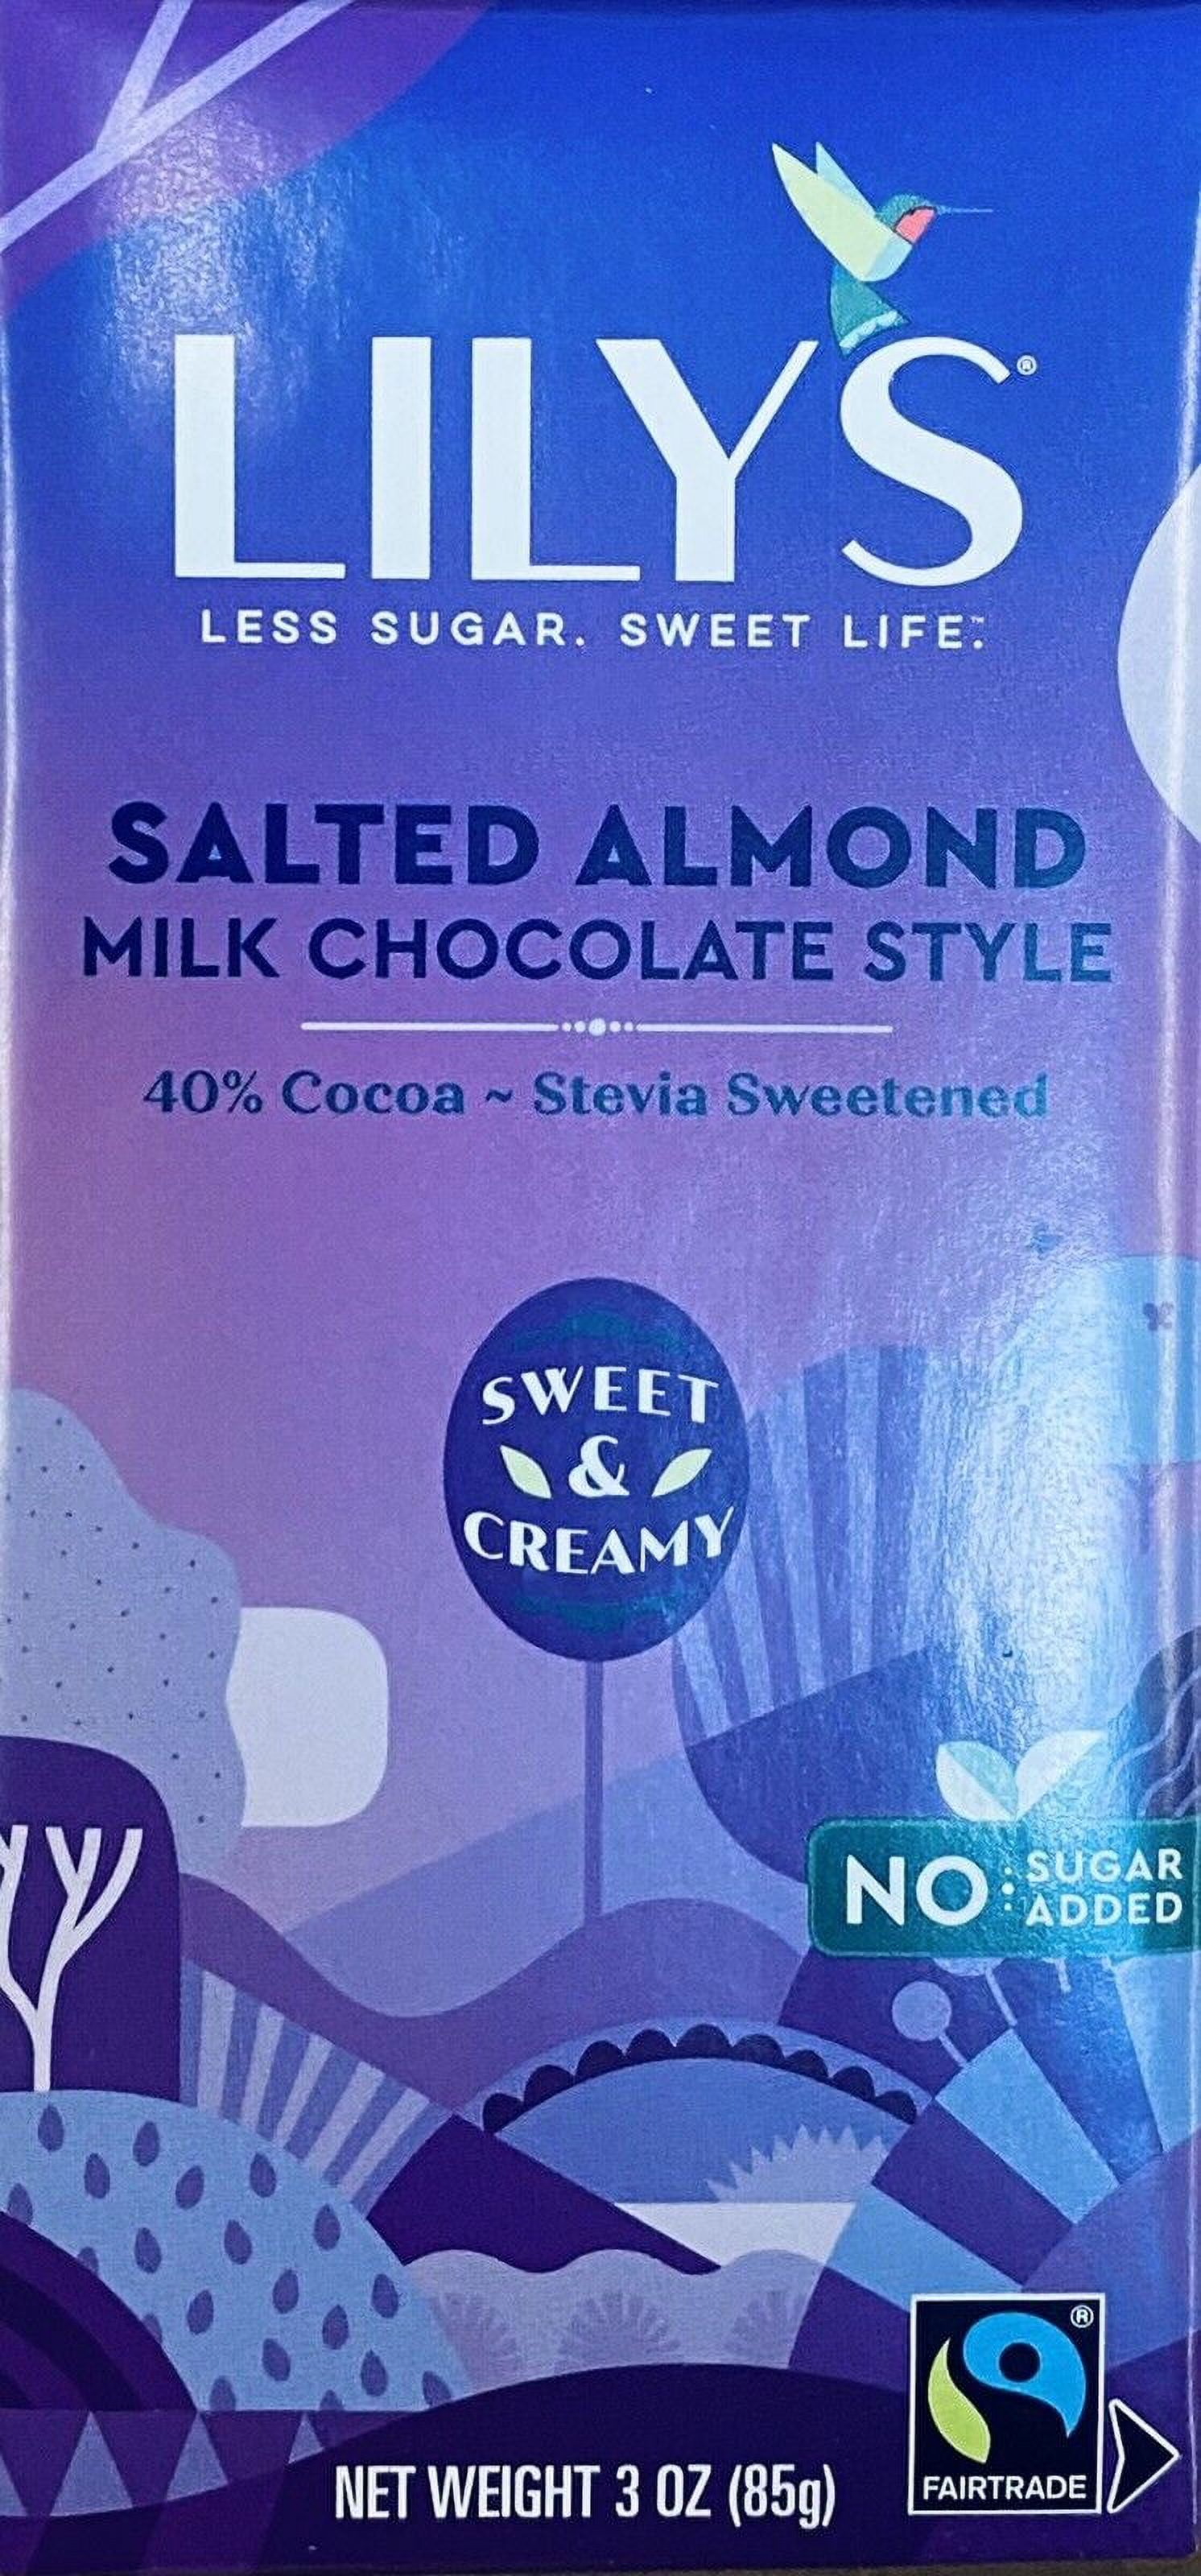 LILY'S®
LESS SUGAR. SWEET LIFE.™
SALTED ALMOND
MILK CHOCOLATE STYLE
40% Cocoa ~ Stevia Sweetened
SWEET
&
CREAMY
NO SUGAR
ADDED
®
FAIRTRADE
NET WEIGHT 3 OZ (85g)